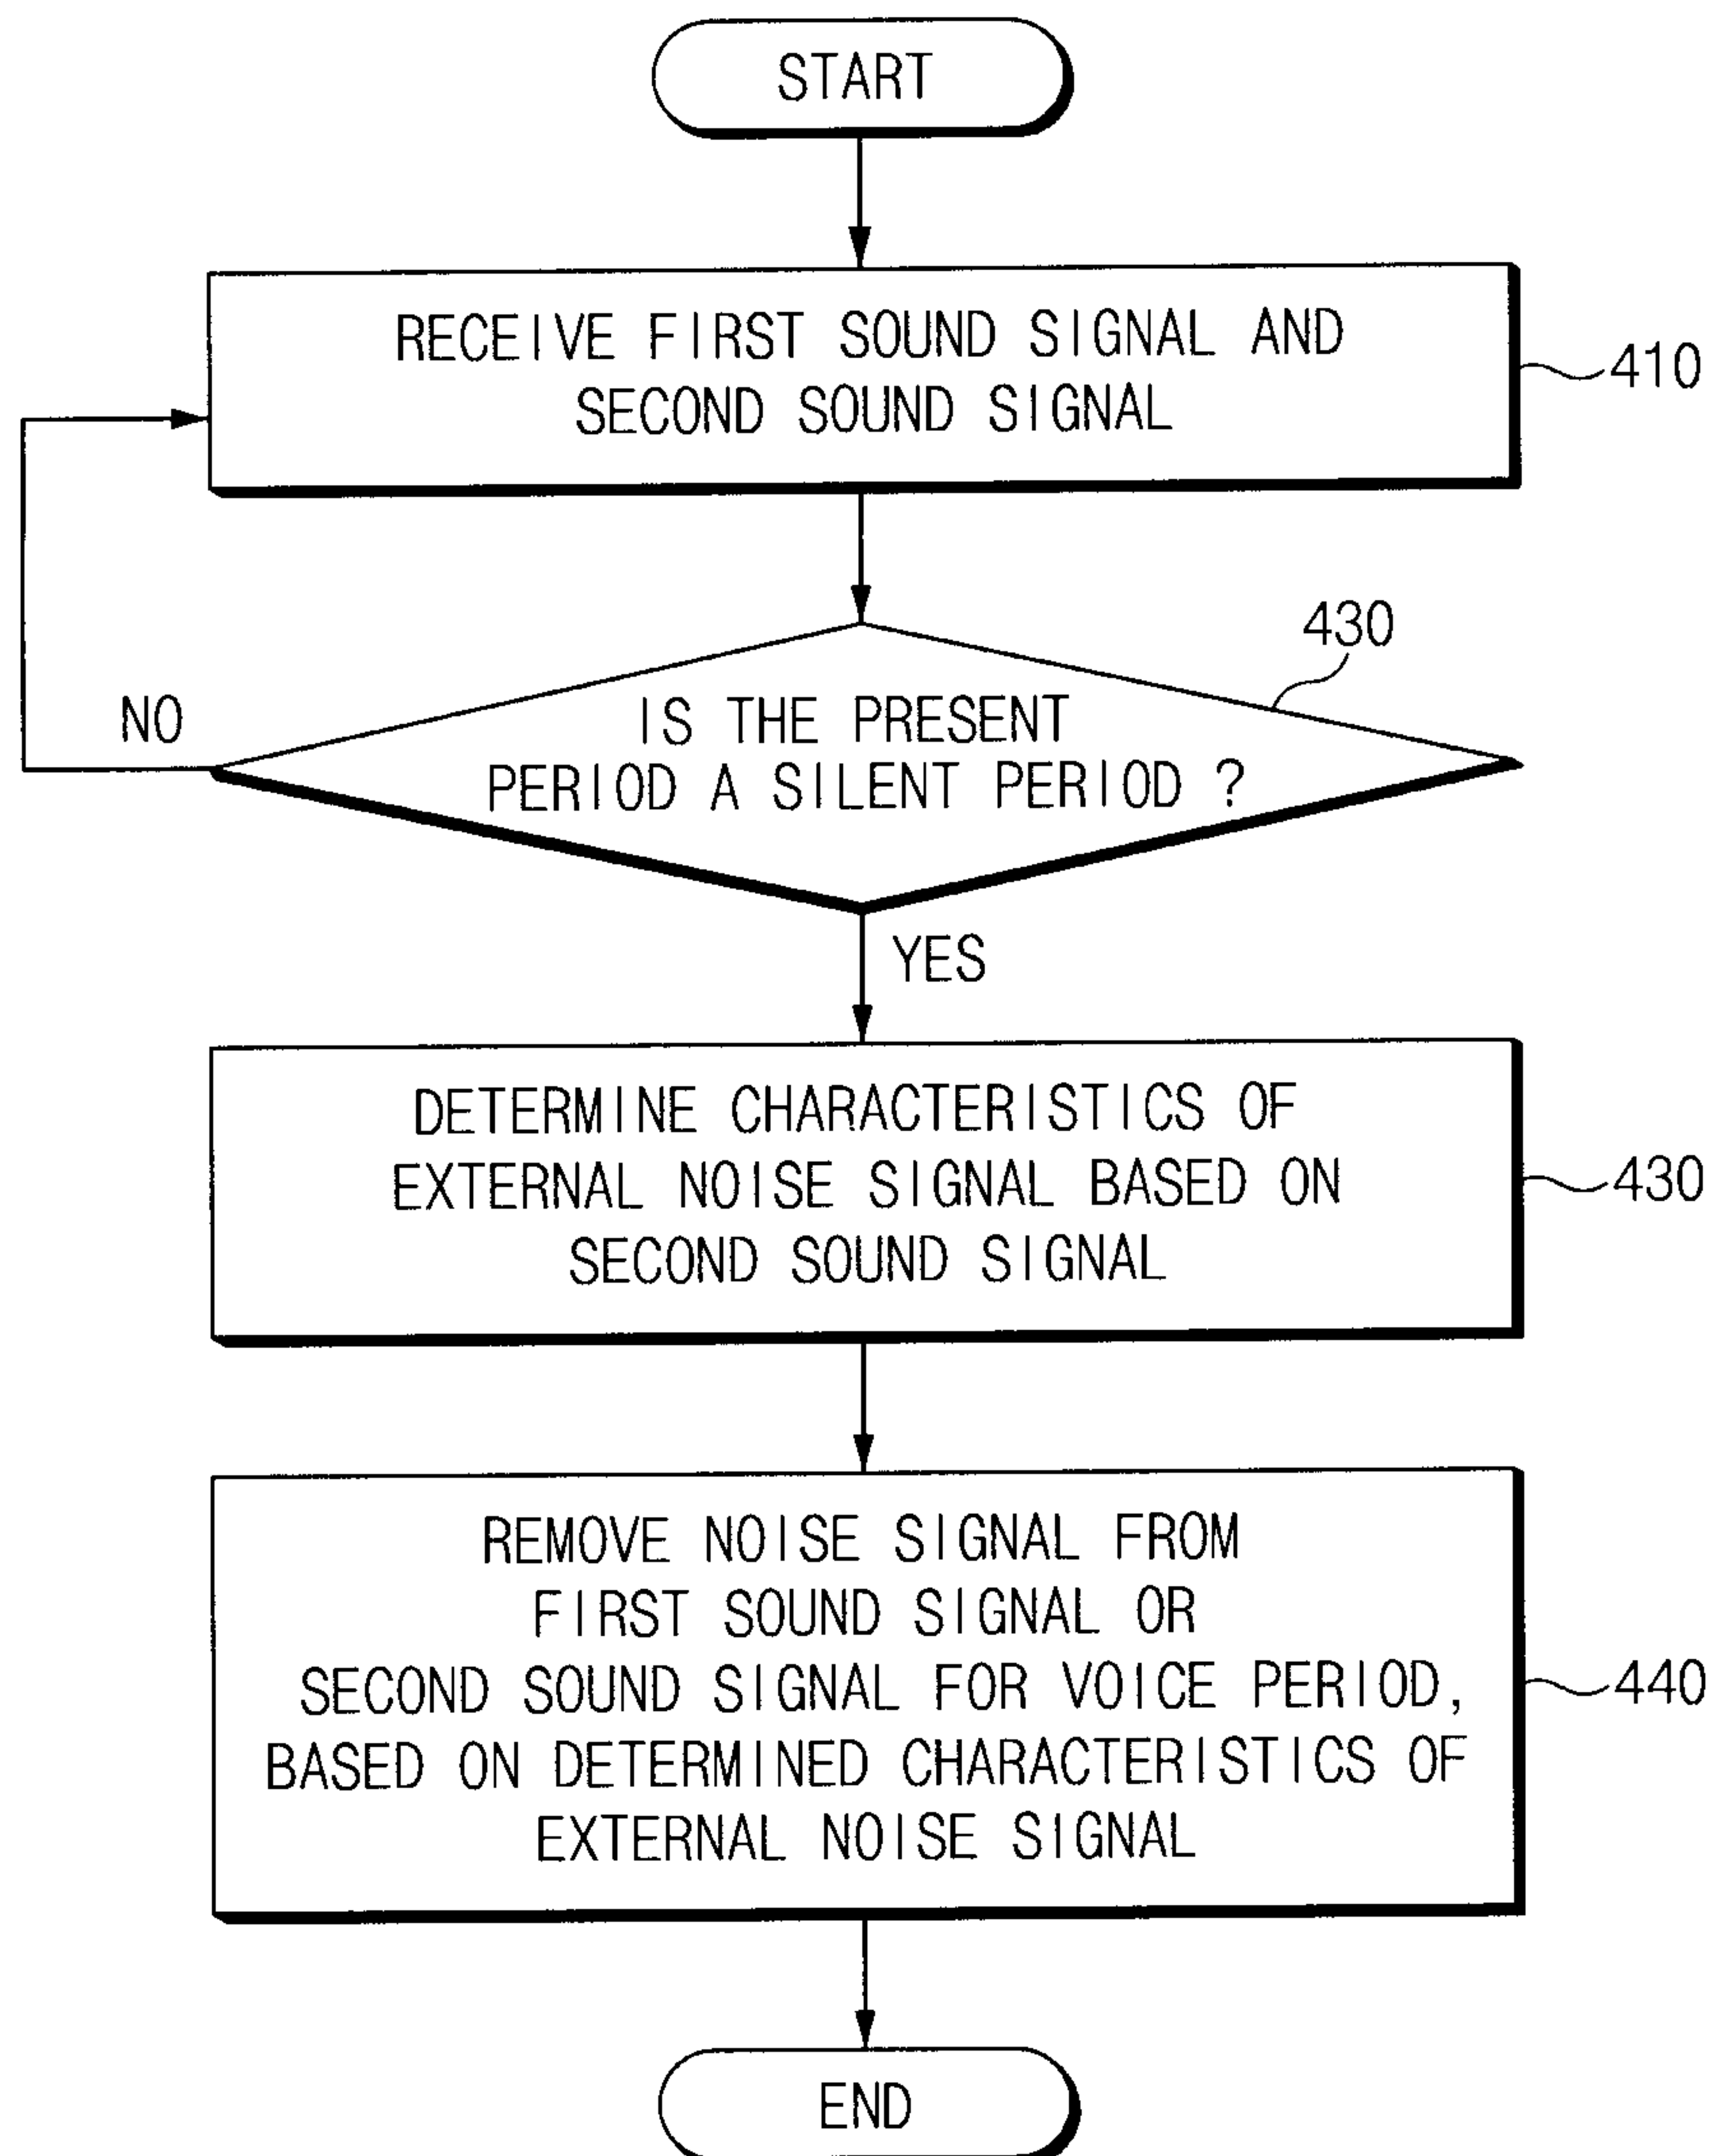 START
RECEIVE FIRST SOUND SIGNAL AND
SECOND SOUND SIGNAL
410
430
NO
IS THE PRESENT
PERIOD A SILENT PERIOD ?
YES
DETERMINE CHARACTERISTICS OF
EXTERNAL NOISE SIGNAL BASED ON
SECOND SOUND SIGNAL
430
REMOVE NOISE SIGNAL FROM
FIRST SOUND SIGNAL OR
SECOND SOUND SIGNAL FOR VOICE PERIOD,
BASED ON DETERMINED CHARACTERISTICS OF
EXTERNAL NOISE SIGNAL
440
END